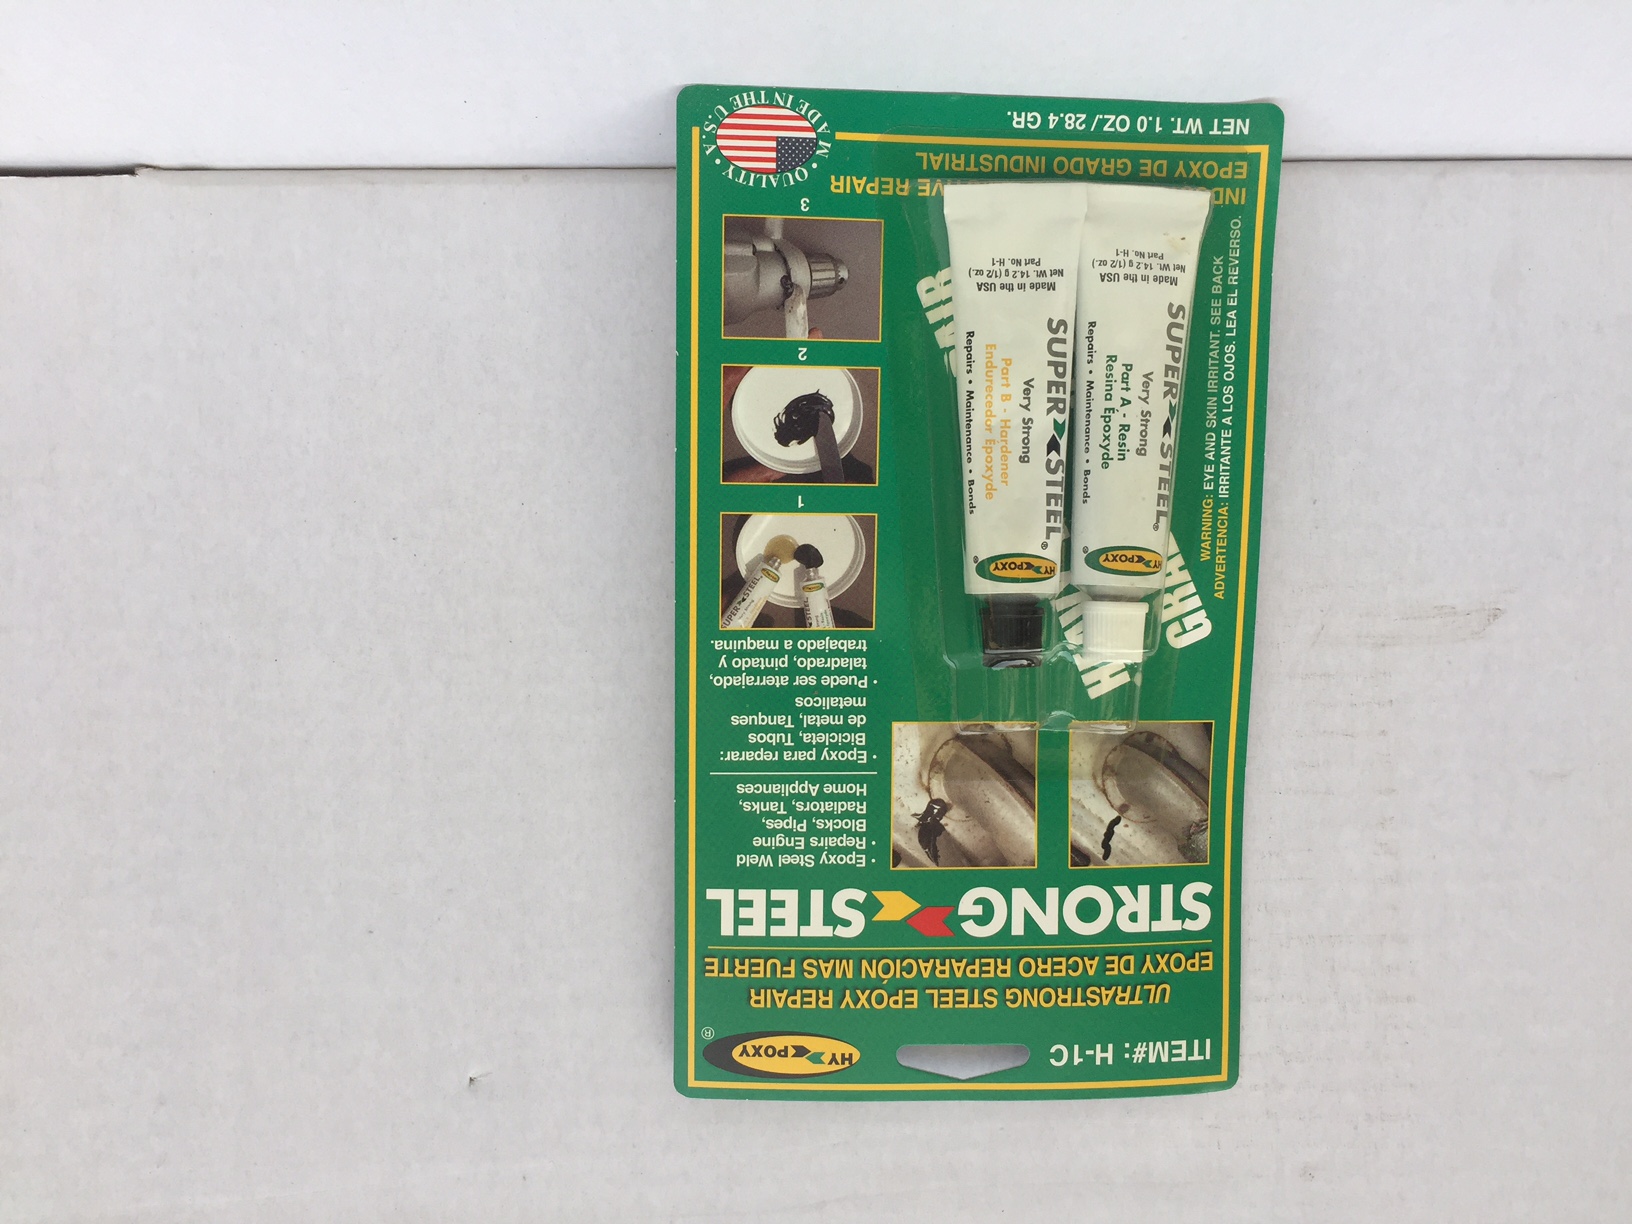 ITEM#: H-1C
HY POXY ®
ULTRASTRONG STEEL EPOXY REPAIR
EPOXY DE ACERO REPARACIÓN MAS FUERTE
STRONG STEEL
• Epoxy Steel Weld
• Repairs Engine
Blocks, Pipes,
Radiators, Tanks,
Home Appliances
• Epoxy para reparar:
Bicicleta, Tubos
de metal, Tanques
metalicos
• Puede ser aterrajado,
taladrado, pintado y
trabajado a maquina.
1
2
3
WARNING: EYE AND SKIN IRRITANT. SEE BACK
ADVERTENCIA: IRRITANTE A LOS OJOS. LEA EL REVERSO.
HY POXY ®
SUPER STEEL®
Very Strong
Part A - Resin
Resina Époxyde
Repairs • Maintenance • Bonds
Made in the USA
Net Wt. 14.2 g (1/2 oz.)
Part No. H-1
HY POXY ®
SUPER STEEL®
Very Strong
Part B - Hardener
Endurecedor Époxyde
Repairs • Maintenance • Bonds
Made in the USA
Net Wt. 14.2 g (1/2 oz.)
Part No. H-1
REPAIR
EPOXY DE GRADO INDUSTRIAL
NET WT. 1.0 OZ./ 28.4 GR.
• QUALITY • MADE IN THE U.S.A.